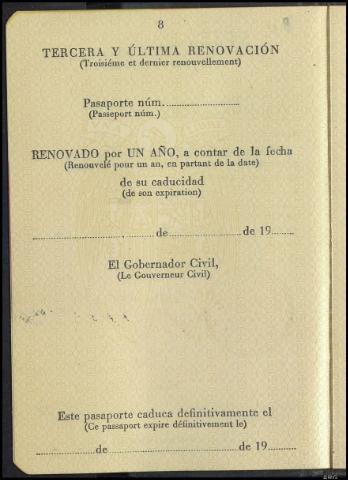 8
TERCERA Y ÚLTIMA RENOVACIÓN
(Troisiéme et dernier renouvellement)
Pasaporte núm.........................
(Passeport núm.)
RENOVADO por UN AÑO, a contar de la fecha
(Renouvelé pour un an, en partant de la date)
de su caducidad
(de son expiration)
.............................. de ................... de 19.......
El Gobernador Civil,
(Le Gouverneur Civil)
Este pasaporte caduca definitivamente el
(Ce passaport expire définitivement le)
............... de ............................... de 19.......